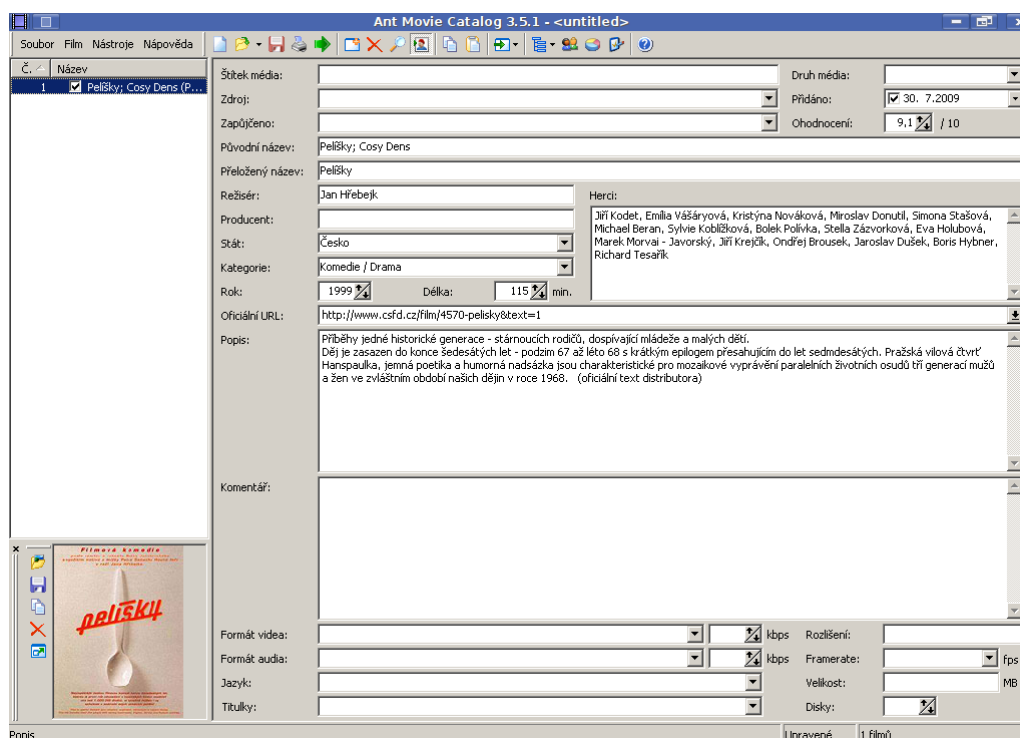 Ant Movie Catalog 3.5.1 - <untitled>
Soubor Film Nástroje Nápověda
Č. Název
1 Pelíšky; Cosy Dens (P...
Štítek média:
Druh média:
Zdroj:
Přidáno: 30. 7.2009
Zapůjčeno:
Ohodnocení: 9,1 / 10
Původní název: Pelíšky; Cosy Dens
Přeložený název: Pelíšky
Režisér: Jan Hřebejk
Producent:
Stát: Česko
Kategorie: Komedie / Drama
Rok: 1999 Délka: 115 min.
Herci:
Jiří Kodet, Emília Vášáryová, Kristýna Nováková, Miroslav Donutil, Simona Stašová,
Michael Beran, Sylvie Koblížková, Bolek Polívka, Stella Zázvorková, Eva Holubová,
Marek Morvai - Javorský, Jiří Krejčík, Ondřej Brousek, Jaroslav Dušek, Boris Hybner,
Richard Tesařík
Oficiální URL: http://www.csfd.cz/film/4570-pelisky&text=1
Popis: Příběhy jedné historické generace - stárnoucích rodičů, dospívající mládeže a malých dětí.
Děj je zasazen do konce šedesátých let - podzim 67 až léto 68 s krátkým epilogem přesahujícím do let sedmdesátých. Pražská vilová čtvrť
Hanspaulka, jemná poetika a humorná nadsázka jsou charakteristické pro mozaikové vyprávění paralelních životních osudů tří generací mužů
a žen ve zvláštním období našich dějin v roce 1968. (oficiální text distributora)
Komentář:
Filmová komedie
pelíšky
Formát videa: kbps Rozlišení:
Formát audia: kbps Framerate: fps
Jazyk: Velikost: MB
Titulky: Disky:
Popis Upravené 1 filmů